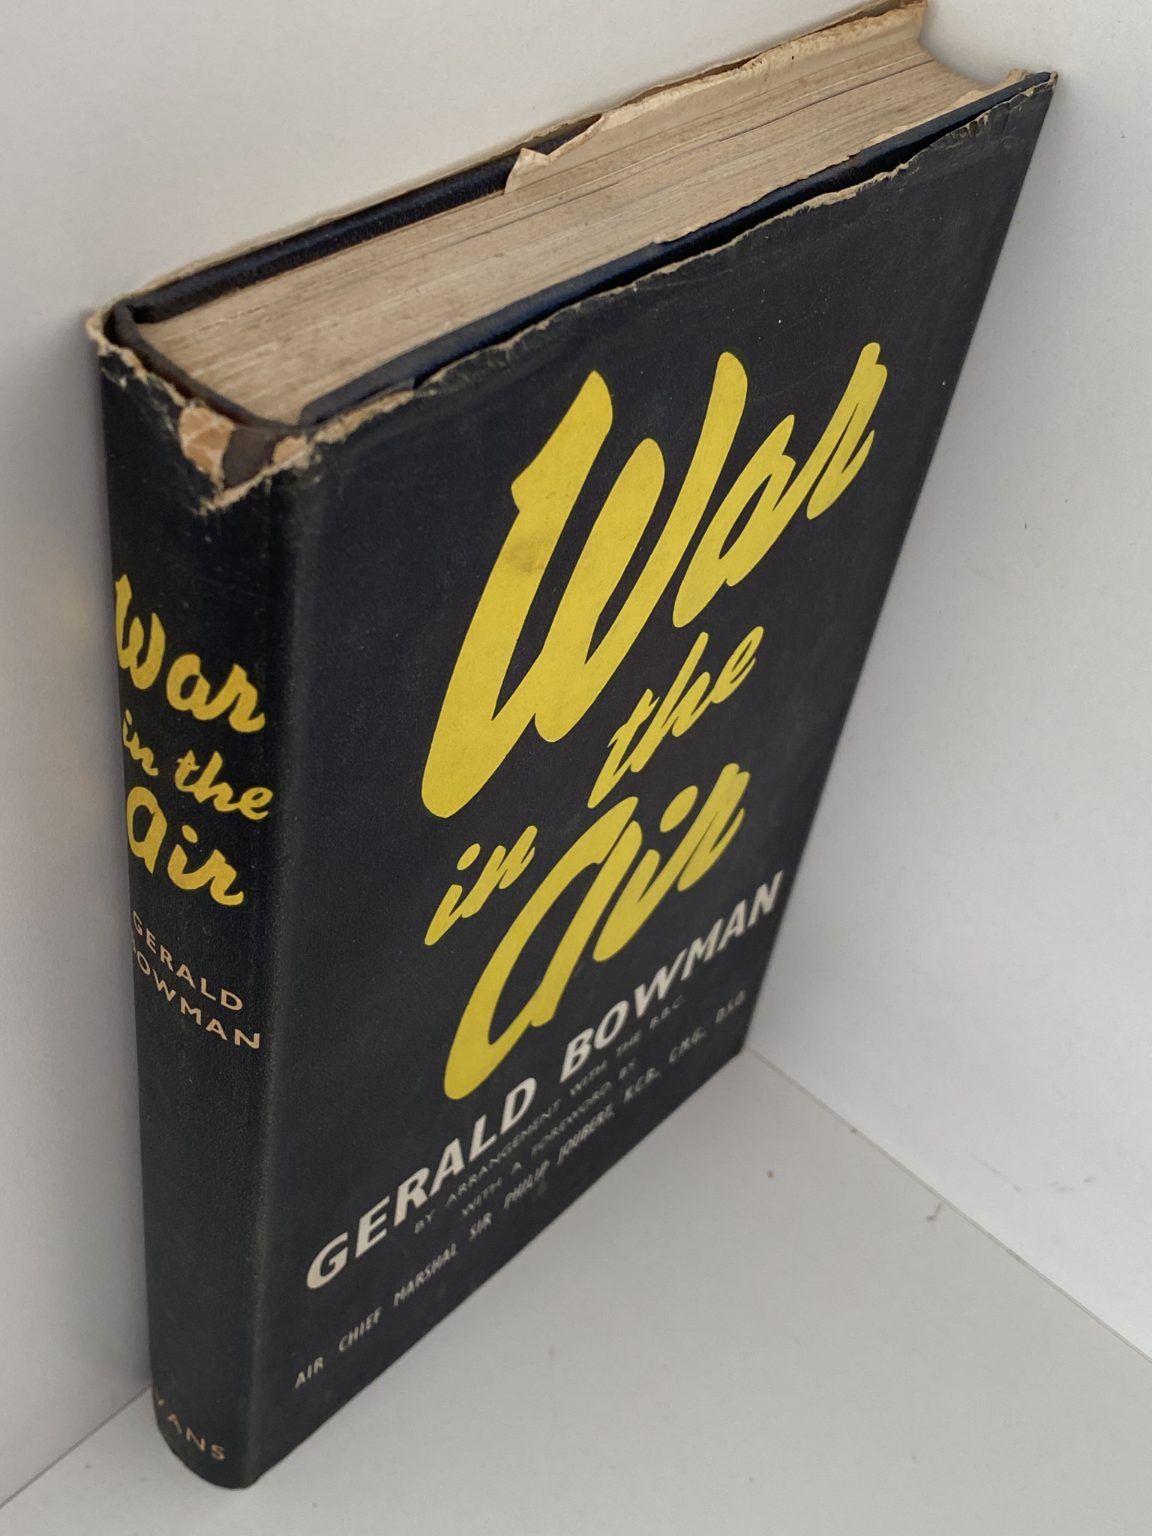 War
in the
Air
GERALD
BOWMAN
EVANS
War
in the
Air
GERALD BOWMAN
BY ARRANGEMENT WITH THE B.B.C.
WITH A FOREWORD BY
AIR CHIEF MARSHAL SIR PHILIP JOUBERT, K.C.B., C.M.G., D.S.O.